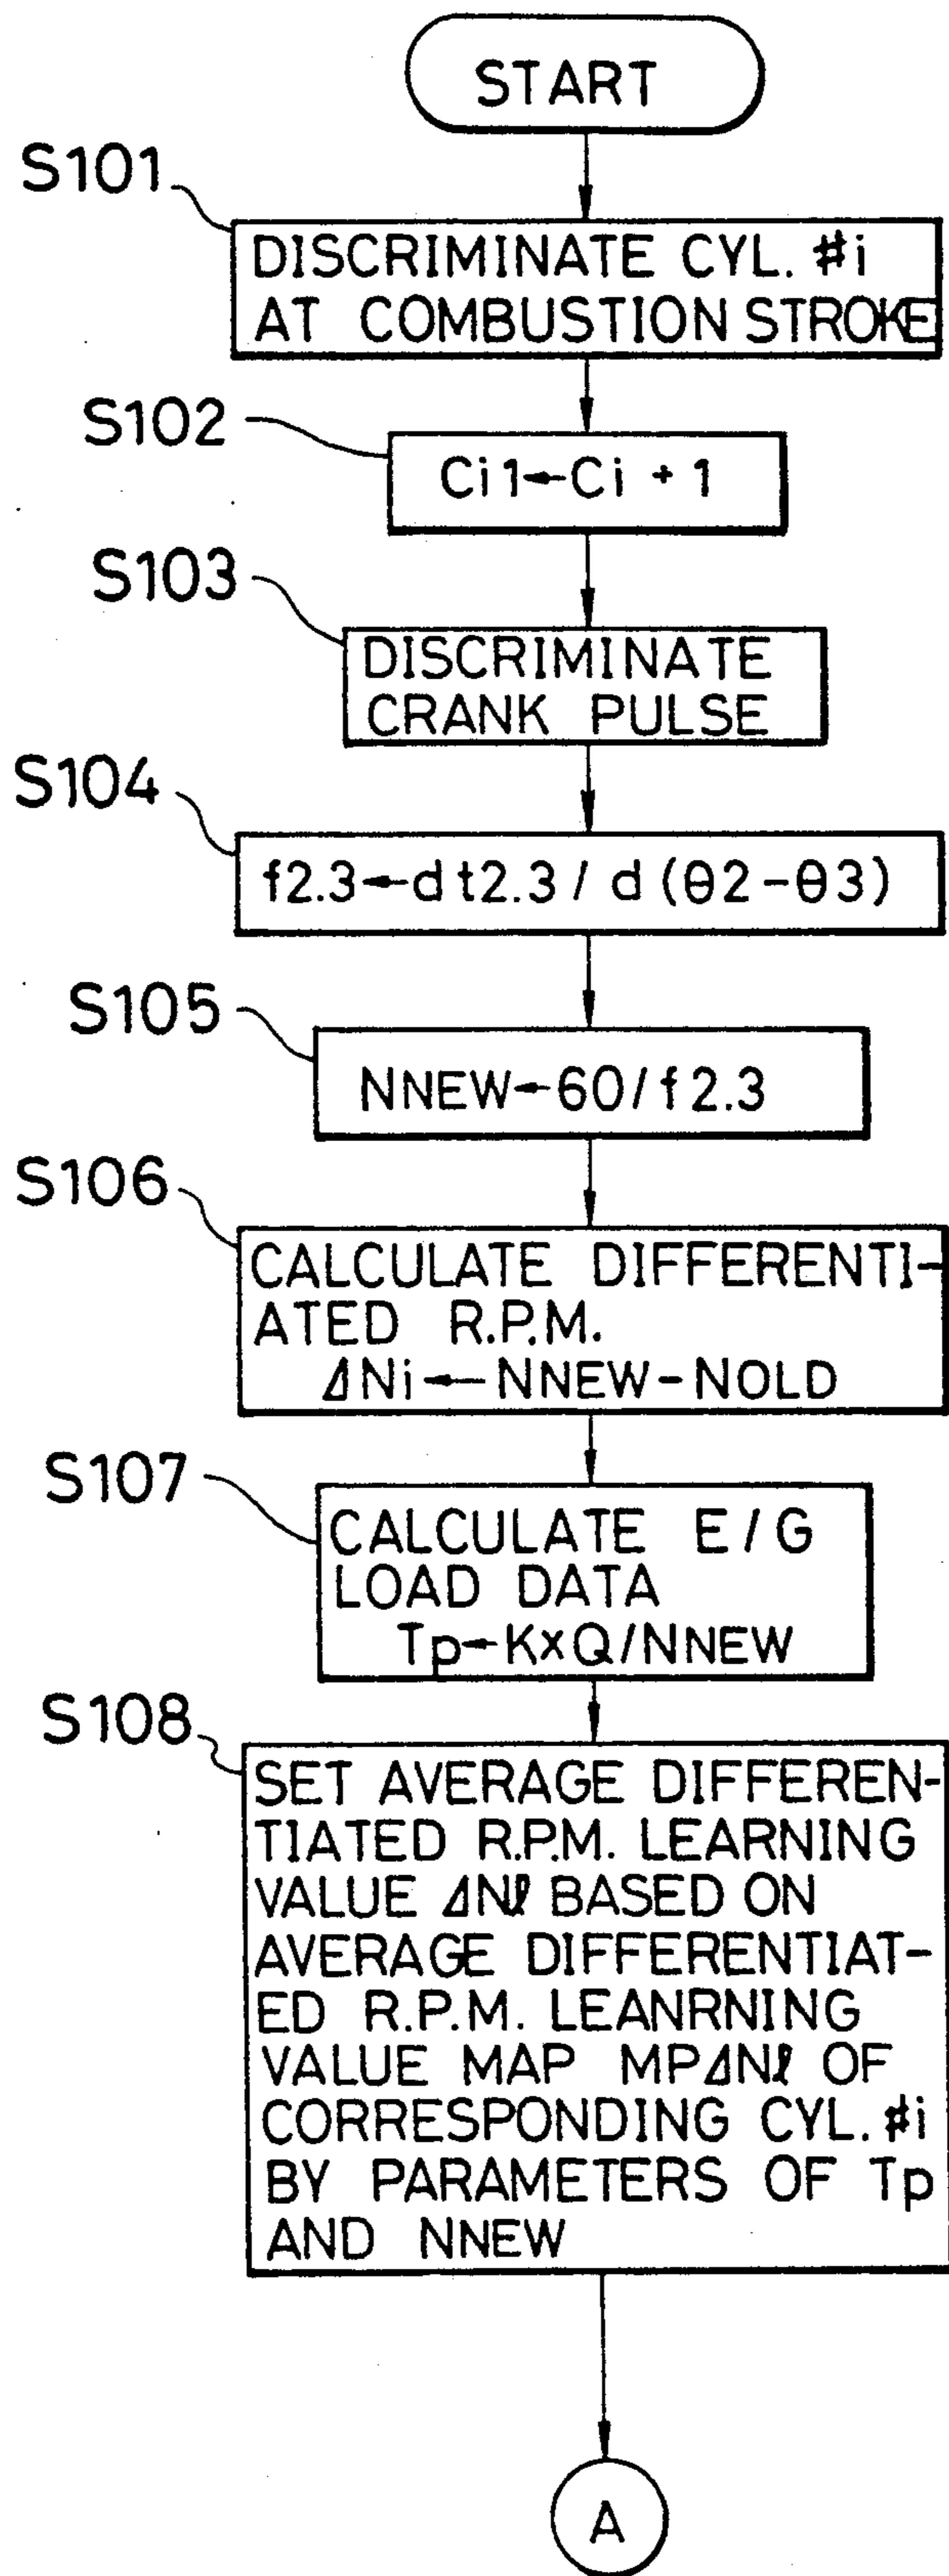 START
S101
DISCRIMINATE CYL. #i
AT COMBUSTION STROKE
S102
Ci1←Ci + 1
S103
DISCRIMINATE
CRANK PULSE
S104
f2.3←dt2.3 / d (θ2-θ3)
S105
NNEW←60/f2.3
S106
CALCULATE DIFFERENTI-
ATED R.P.M.
ΔNi←NNEW-NOLD
S107
CALCULATE E/G
LOAD DATA
Tp←K×Q/NNEW
S108
SET AVERAGE DIFFEREN-
TIATED R.P.M. LEARNING
VALUE ΔNℓ BASED ON
AVERAGE DIFFERENTIAT-
ED R.P.M. LEANRNING
VALUE MAP MPΔNℓ OF
CORRESPONDING CYL. #i
BY PARAMETERS OF Tp
AND NNEW
A